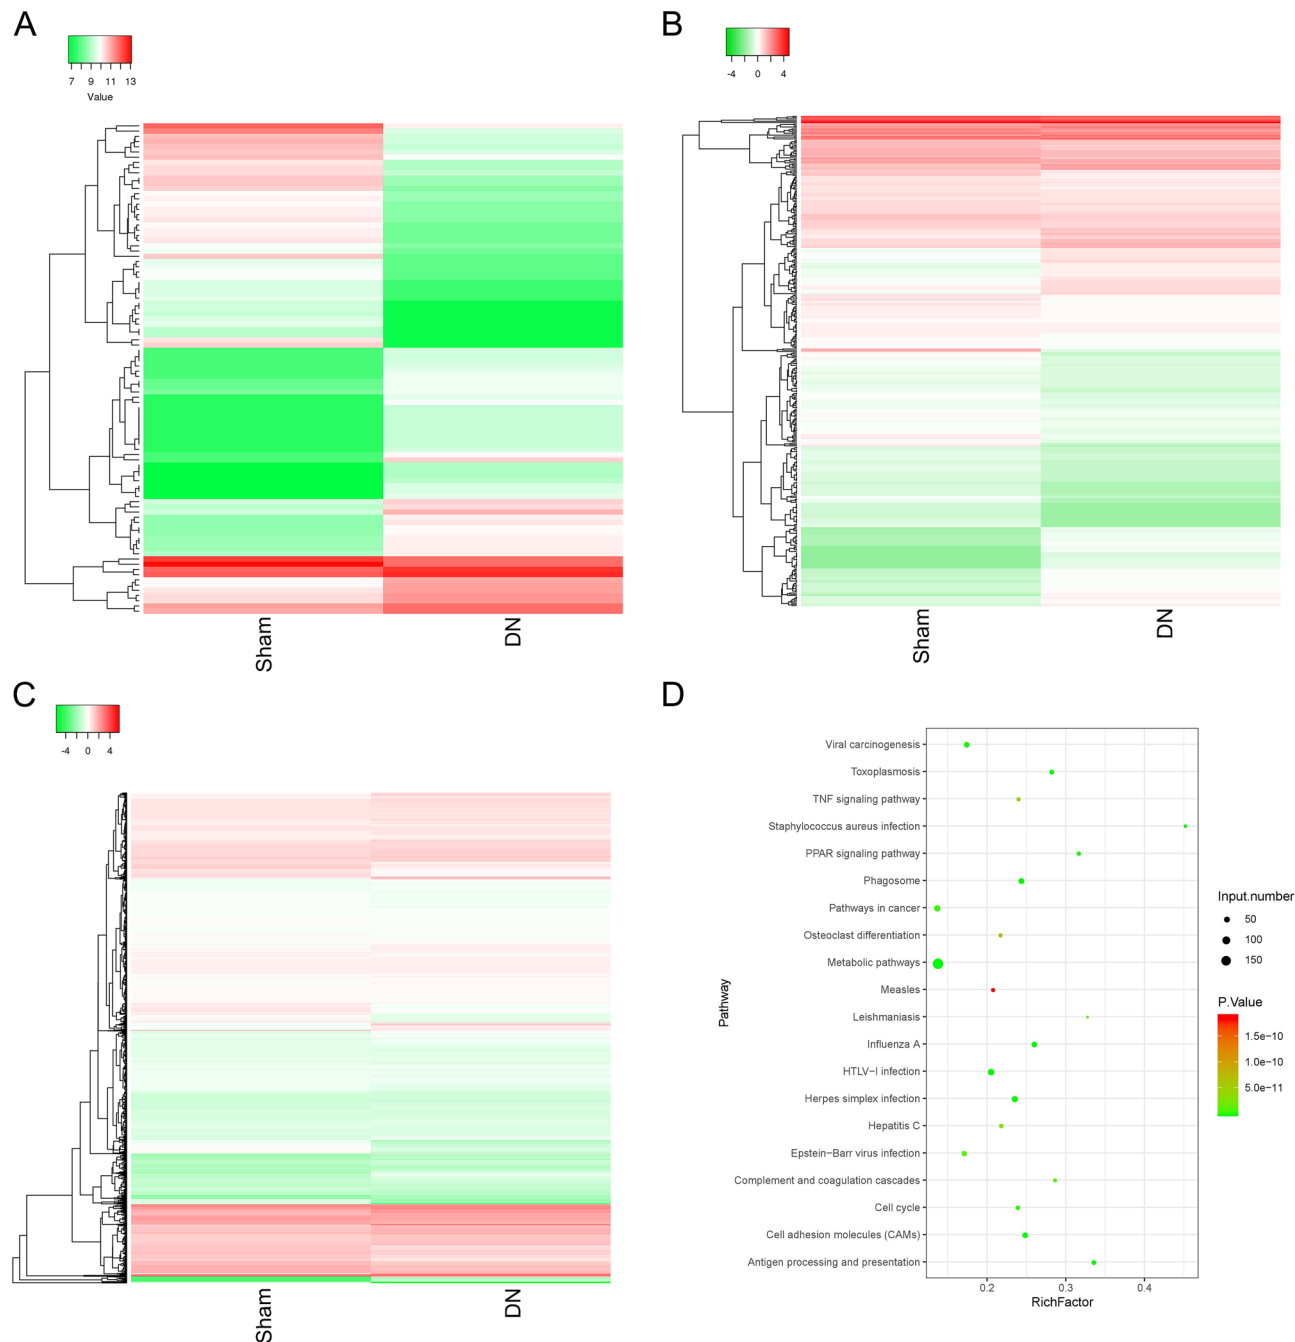 A
7 9 11 13
Value
Sham
DN
B
-4 0 4
Sham
DN
C
-4 0 4
Sham
DN
D
Pathway
Viral carcinogenesis
Toxoplasmosis
TNF signaling pathway
Staphylococcus aureus infection
PPAR signaling pathway
Phagosome
Pathways in cancer
Osteoclast differentiation
Metabolic pathways
Measles
Leishmaniasis
Influenza A
HTLV−I infection
Herpes simplex infection
Hepatitis C
Epstein−Barr virus infection
Complement and coagulation cascades
Cell cycle
Cell adhesion molecules (CAMs)
Antigen processing and presentation
0.2 0.3 0.4
RichFactor
Input.number
50
100
150
P.Value
1.5e−10
1.0e−10
5.0e−11